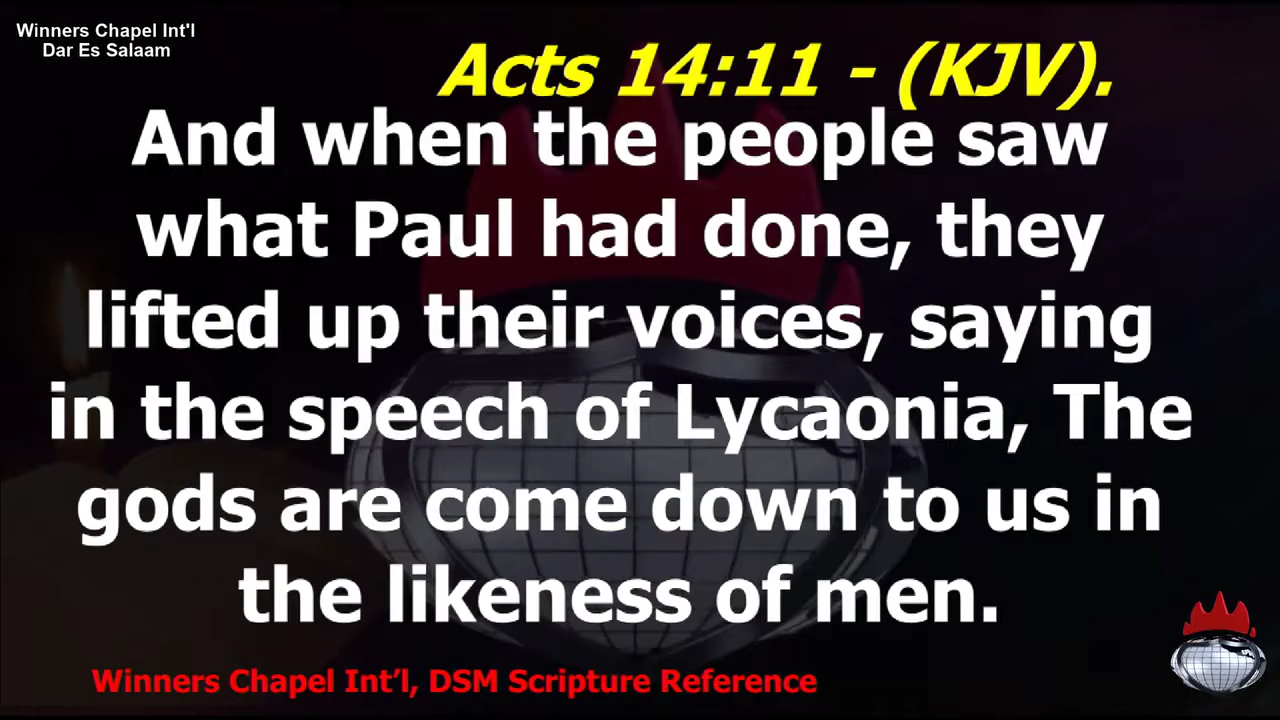 Winners Chapel Int'l
Dar Es Salaam
Acts 14:11 - (KJV).
And when the people saw
what Paul had done, they
lifted up their voices, saying
in the speech of Lycaonia, The
gods are come down to us in
the likeness of men.
Winners Chapel Int’l, DSM Scripture Reference